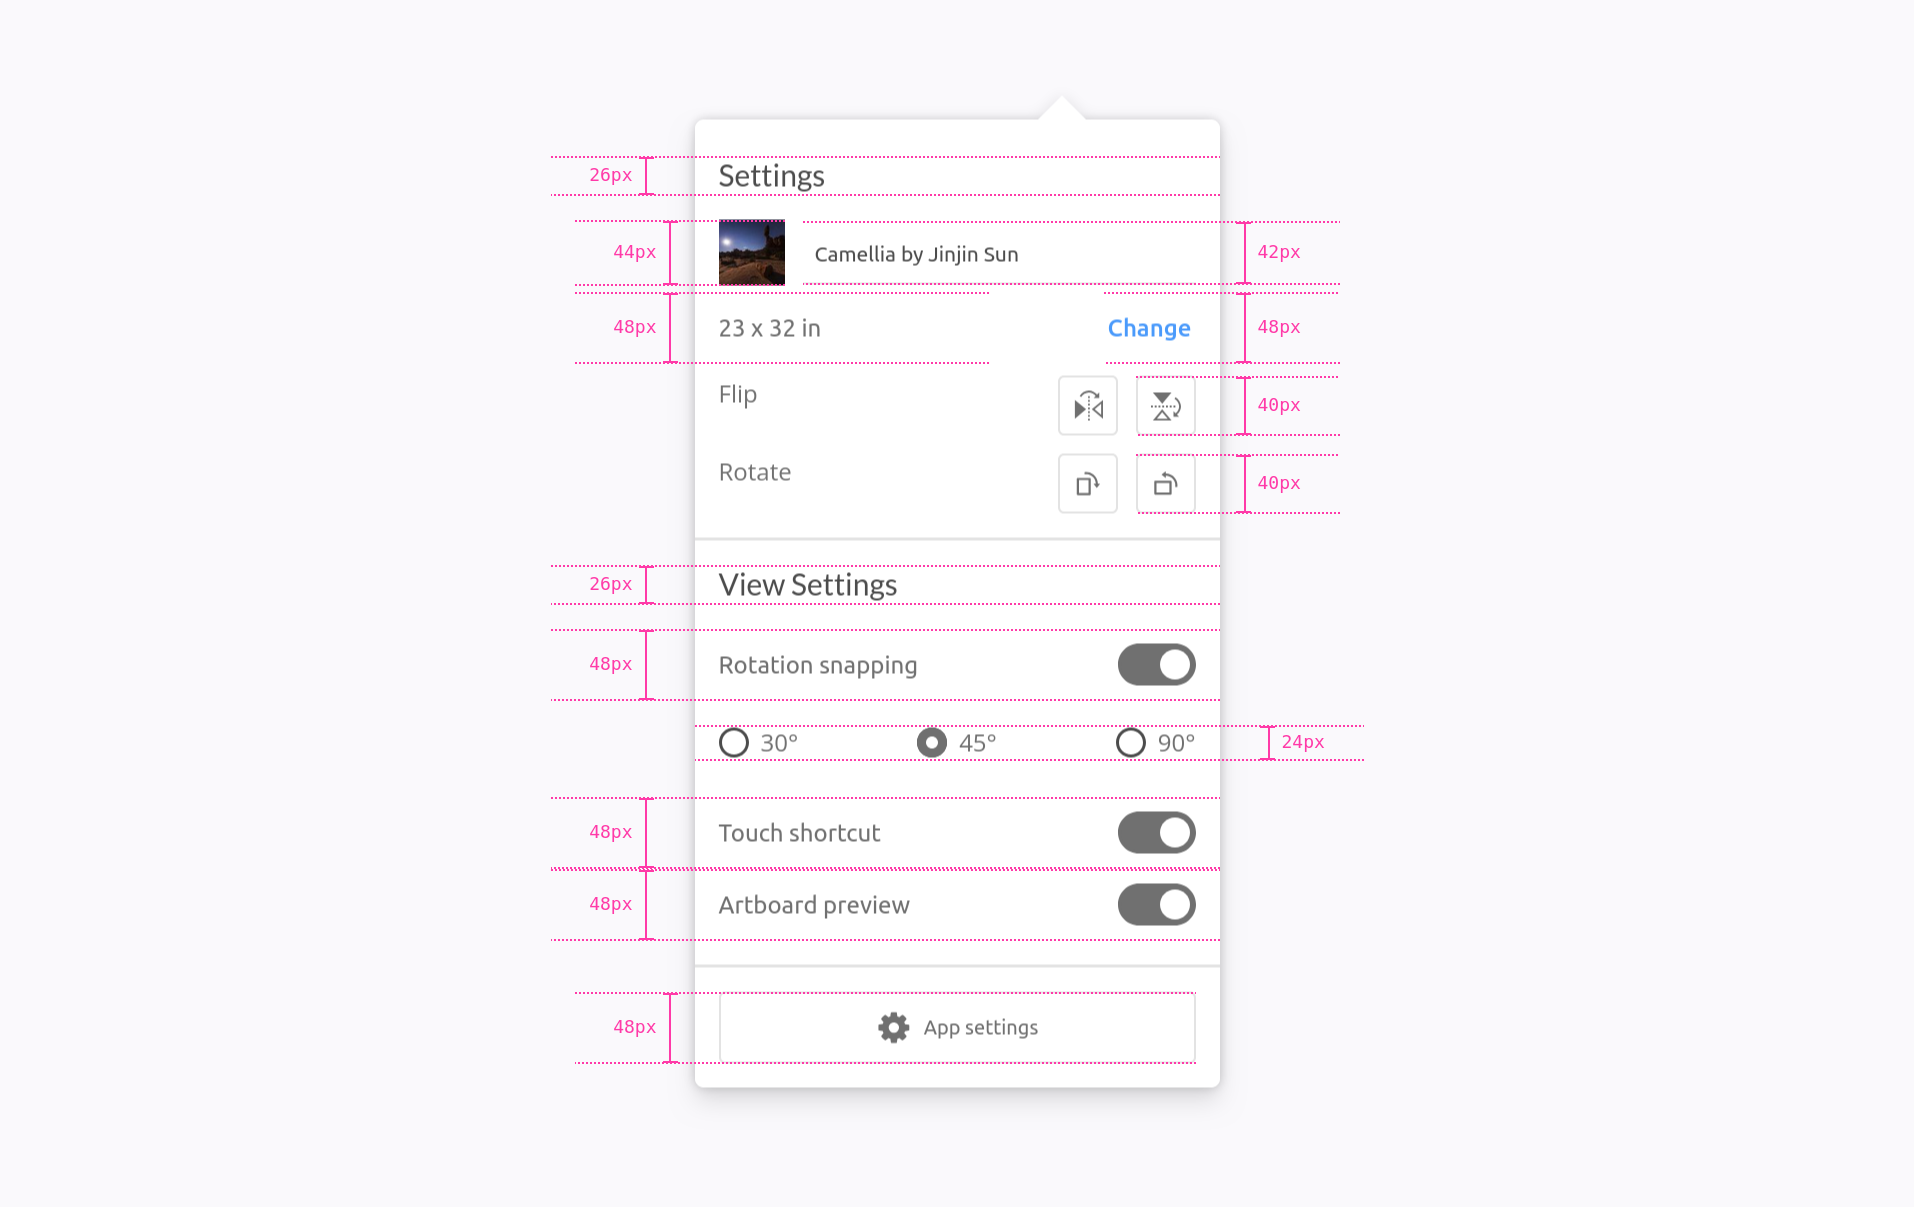 26px
Settings
44px
Camellia by Jinjin Sun
42px
48px
23 x 32 in
Change
48px
Flip
40px
Rotate
40px
26px
View Settings
48px
Rotation snapping
30°
45°
90°
24px
48px
Touch shortcut
48px
Artboard preview
48px
App settings